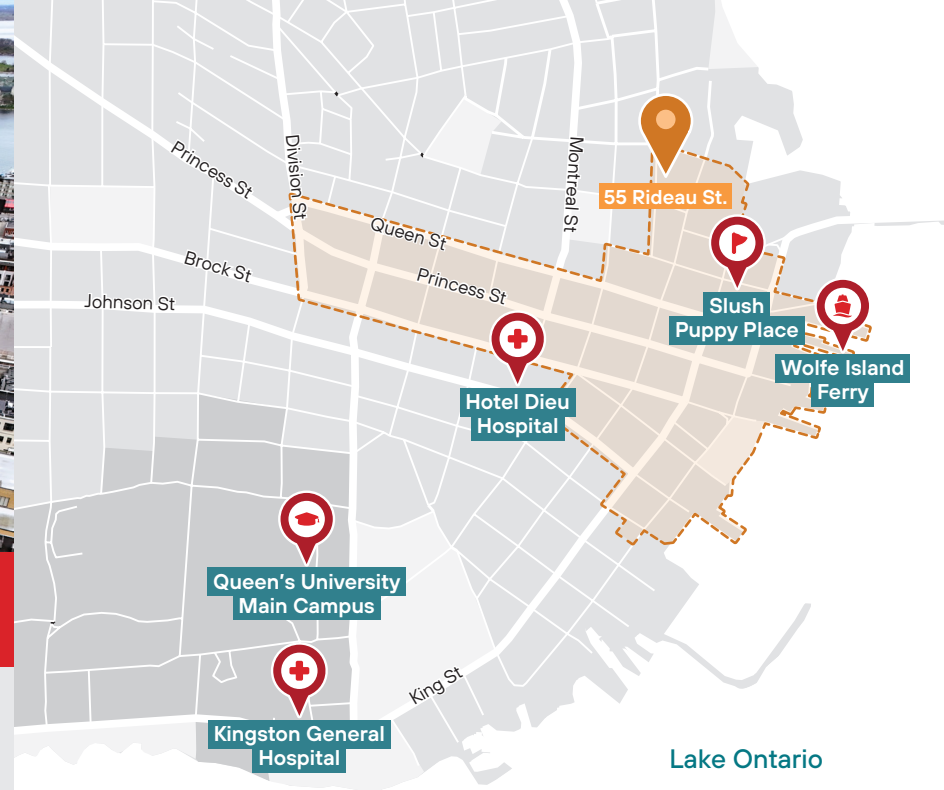 Princess St
Division St
Montreal St
55 Rideau St.
Queen St
Brock St
Princess St
Johnson St
Slush
Puppy Place
Wolfe Island
Ferry
Hotel Dieu
Hospital
Queen's University
Main Campus
King St
Kingston General
Hospital
Lake Ontario